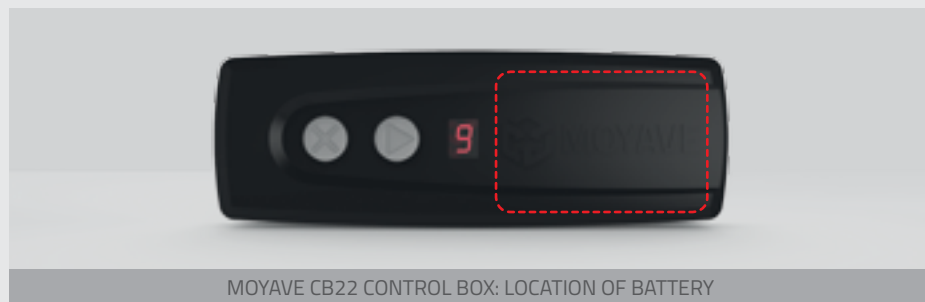 9
MOYAVE
MOYAVE CB22 CONTROL BOX: LOCATION OF BATTERY